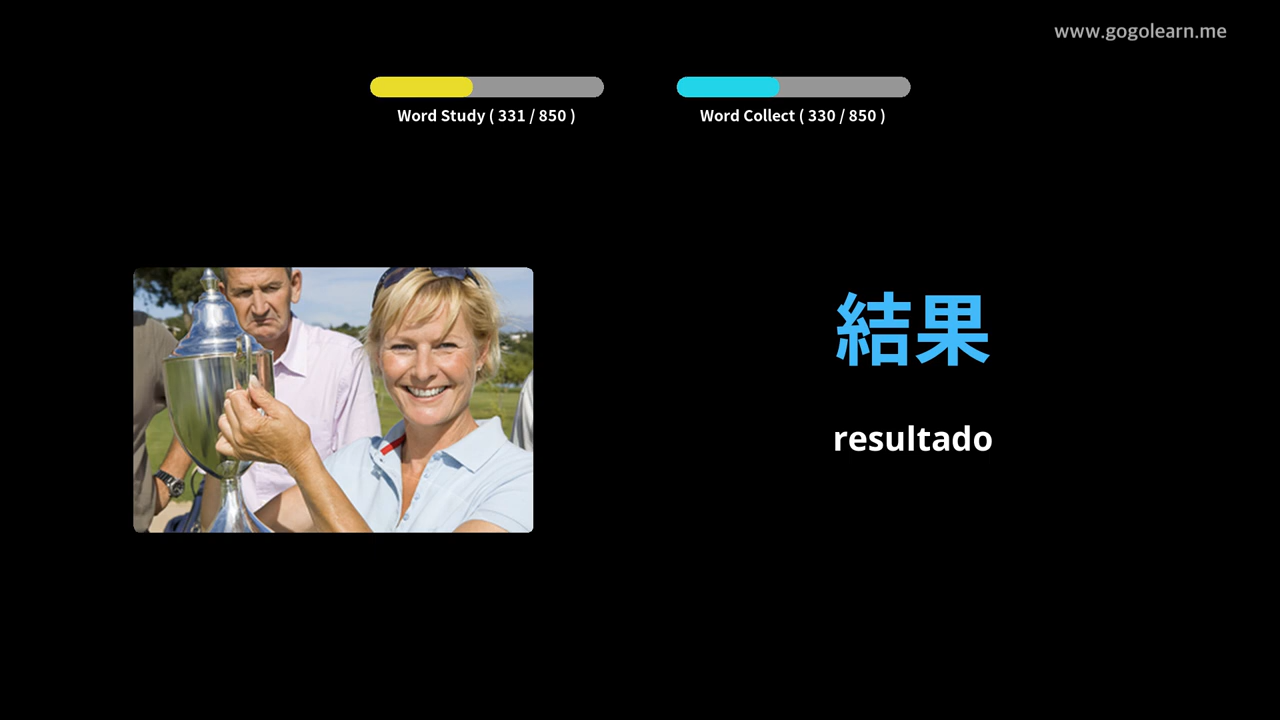 www.gogolearn.me
Word Study ( 331 / 850 )
Word Collect ( 330 / 850 )
結果
resultado